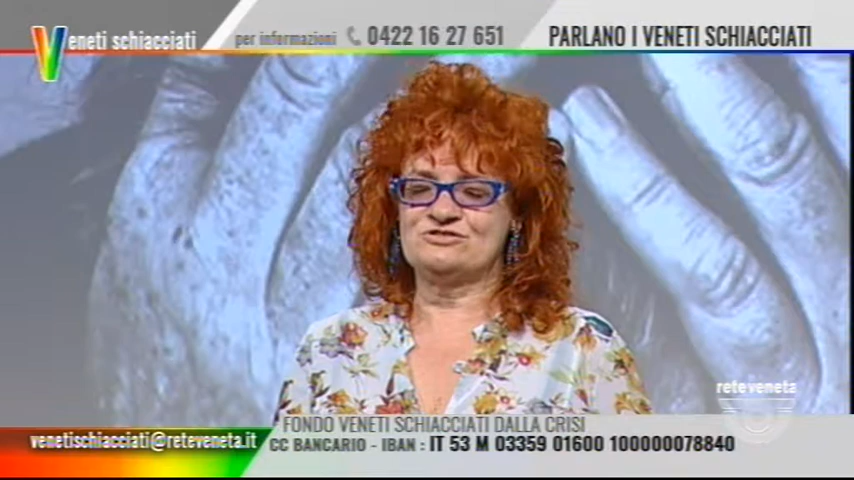 Veneti schiacciati
per informazioni 0422 16 27 651
PARLANO I VENETI SCHIACCIATI
reteveneta
FONDO VENETI SCHIACCIATI DALLA CRISI
venetischiacciati@reteveneta.it
CC BANCARIO - IBAN : IT 53 M 03359 01600 100000078840